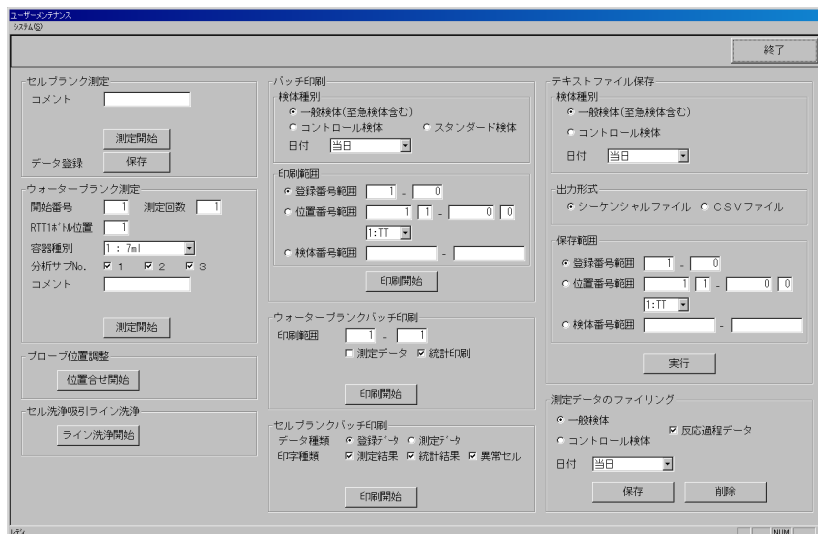 ユーザーメンテナンス
システム(S)
終了
セルブランク測定
コメント
測定開始
データ登録 保存
ウォーターブランク測定
開始番号 1 測定回数 1
RTT1ﾎﾞﾄﾙ位置 1
容器種別 1 : 7ml
分析サブNo. 1 2 3
コメント
測定開始
プローブ位置調整
位置合せ開始
セル洗浄吸引ライン洗浄
ライン洗浄開始
バッチ印刷
検体種別
一般検体(至急検体含む)
コントロール検体 スタンダード検体
日付 当日
印刷範囲
登録番号範囲 1 - 0
位置番号範囲 1 1 - 0 0
1:TT
検体番号範囲 -
印刷開始
ウォーターブランクバッチ印刷
印刷範囲 1 - 1
測定データ 統計印刷
印刷開始
セルブランクバッチ印刷
データ種類 登録ﾃﾞｰﾀ 測定ﾃﾞｰﾀ
印字種類 測定結果 統計結果 異常セル
印刷開始
テキストファイル保存
検体種別
一般検体(至急検体含む)
コントロール検体
日付 当日
出力形式
シーケンシャルファイル ＣＳＶファイル
保存範囲
登録番号範囲 1 - 0
位置番号範囲 1 1 - 0 0
1:TT
検体番号範囲 -
実行
測定データのファイリング
一般検体
反応過程データ
コントロール検体
日付 当日
保存 削除
ﾚﾃﾞｨ NUM